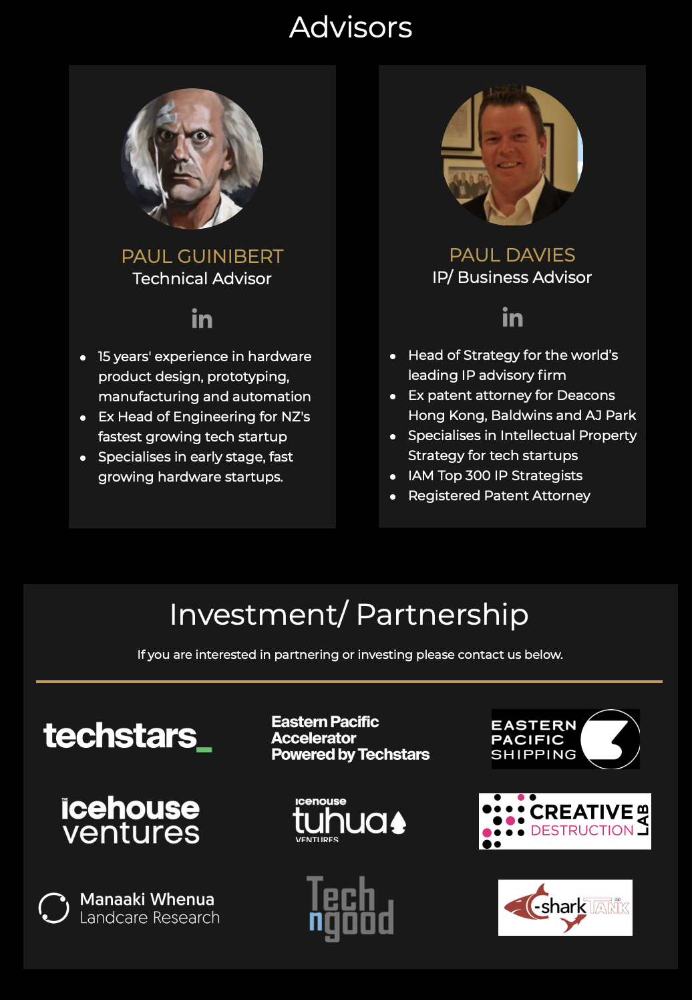 Advisors
PAUL GUINIBERT
Technical Advisor
in
15 years' experience in hardware
product design, prototyping,
manufacturing and automation
Ex Head of Engineering for NZ's
fastest growing tech startup
Specialises in early stage, fast
growing hardware startups.
PAUL DAVIES
IP/ Business Advisor
in
Head of Strategy for the world’s
leading IP advisory firm
Ex patent attorney for Deacons
Hong Kong, Baldwins and AJ Park
Specialises in Intellectual Property
Strategy for tech startups
IAM Top 300 IP Strategists
Registered Patent Attorney
Investment/ Partnership
If you are interested in partnering or investing please contact us below.
techstars_
Eastern Pacific
Accelerator
Powered by Techstars
EASTERN
PACIFIC
SHIPPING
THE
icehouse
ventures
icehouse
tuhua
VENTURES
CREATIVE
DESTRUCTION
LAB
Manaaki Whenua
Landcare Research
Tech
ngood
C-shark TANK